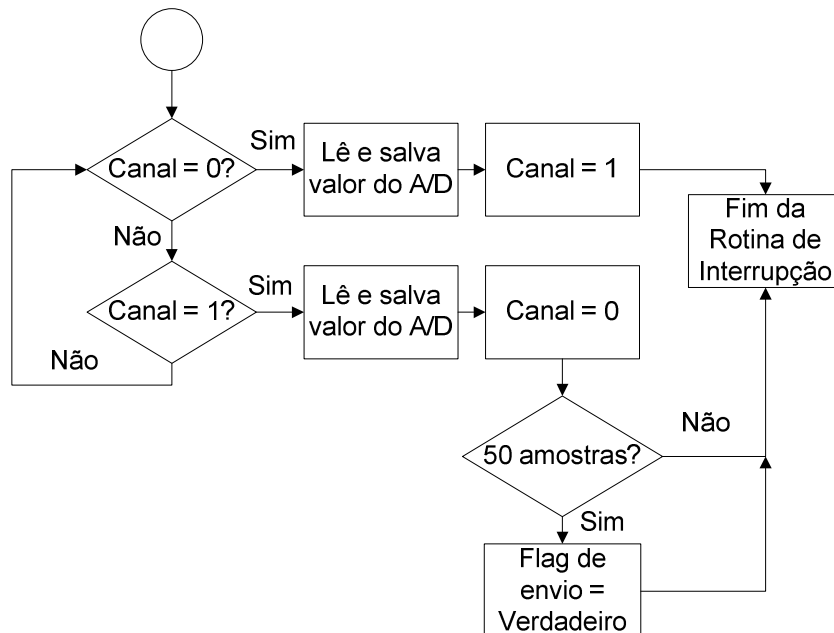 Canal = 0?
Sim
Lê e salva
valor do A/D
Canal = 1
Fim da
Rotina de
Interrupção
Não
Canal = 1?
Sim
Lê e salva
valor do A/D
Canal = 0
Não
50 amostras?
Não
Sim
Flag de
envio =
Verdadeiro